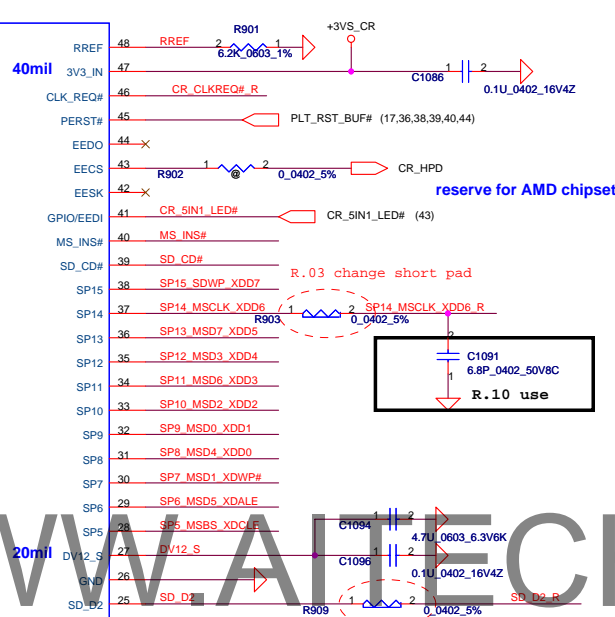 R901
+3VS_CR
RREF 48 RREF 2 1
6.2K_0603_1%
40mil 3V3_IN 47
C1086 1 2
0.1U_0402_16V4Z
CLK_REQ# 46 CR_CLKREQ#_R
PERST# 45 PLT_RST_BUF# (17,36,38,39,40,44)
EEDO 44
EECS 43 R902 1 @ 2 0_0402_5% CR_HPD
EESK 42
reserve for AMD chipset
GPIO/EEDI 41 CR_5IN1_LED# CR_5IN1_LED# (43)
MS_INS# 40 MS_INS#
SD_CD# 39 SD_CD#
R.03 change short pad
SP15 38 SP15_SDWP_XDD7
SP14 37 SP14_MSCLK_XDD6 R903 1 2 0_0402_5% SP14_MSCLK_XDD6_R
SP13 36 SP13_MSD7_XDD5
2
C1091
6.8P_0402_50V8C
1
R.10 use
SP12 35 SP12_MSD3_XDD4
SP11 34 SP11_MSD6_XDD3
SP10 33 SP10_MSD2_XDD2
SP9 32 SP9_MSD0_XDD1
SP8 31 SP8_MSD4_XDD0
SP7 30 SP7_MSD1_XDWP#
SP6 29 SP6_MSD5_XDALE
SP5 28 SP5_MSBS_XDCLE
C1094 1 2
4.7U_0603_6.3V6K
20mil DV12_S 27 DV12_S
C1096 1 2
0.1U_0402_16V4Z
GND 26
SD_D2 25 SD_D2 R909 1 2 0_0402_5% SD_D2_R
WW.AITECH